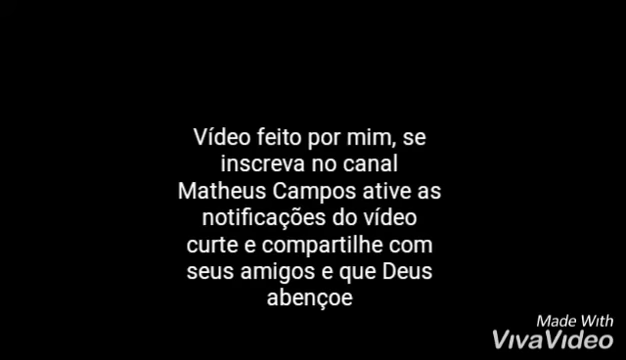 Vídeo feito por mim, se
inscreva no canal
Matheus Campos ative as
notificações do vídeo
curte e compartilhe com
seus amigos e que Deus
abençoe
Made With
VivaVideo